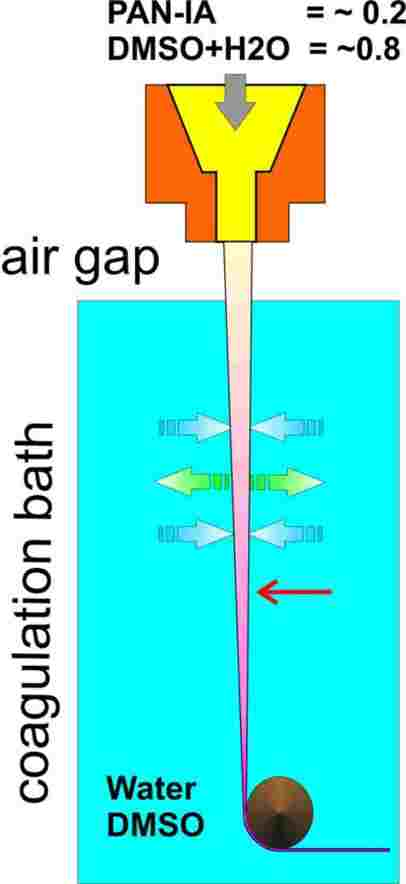 PAN-IA = ~ 0.2
DMSO+H2O = ~0.8
air gap
coagulation bath
Water
DMSO